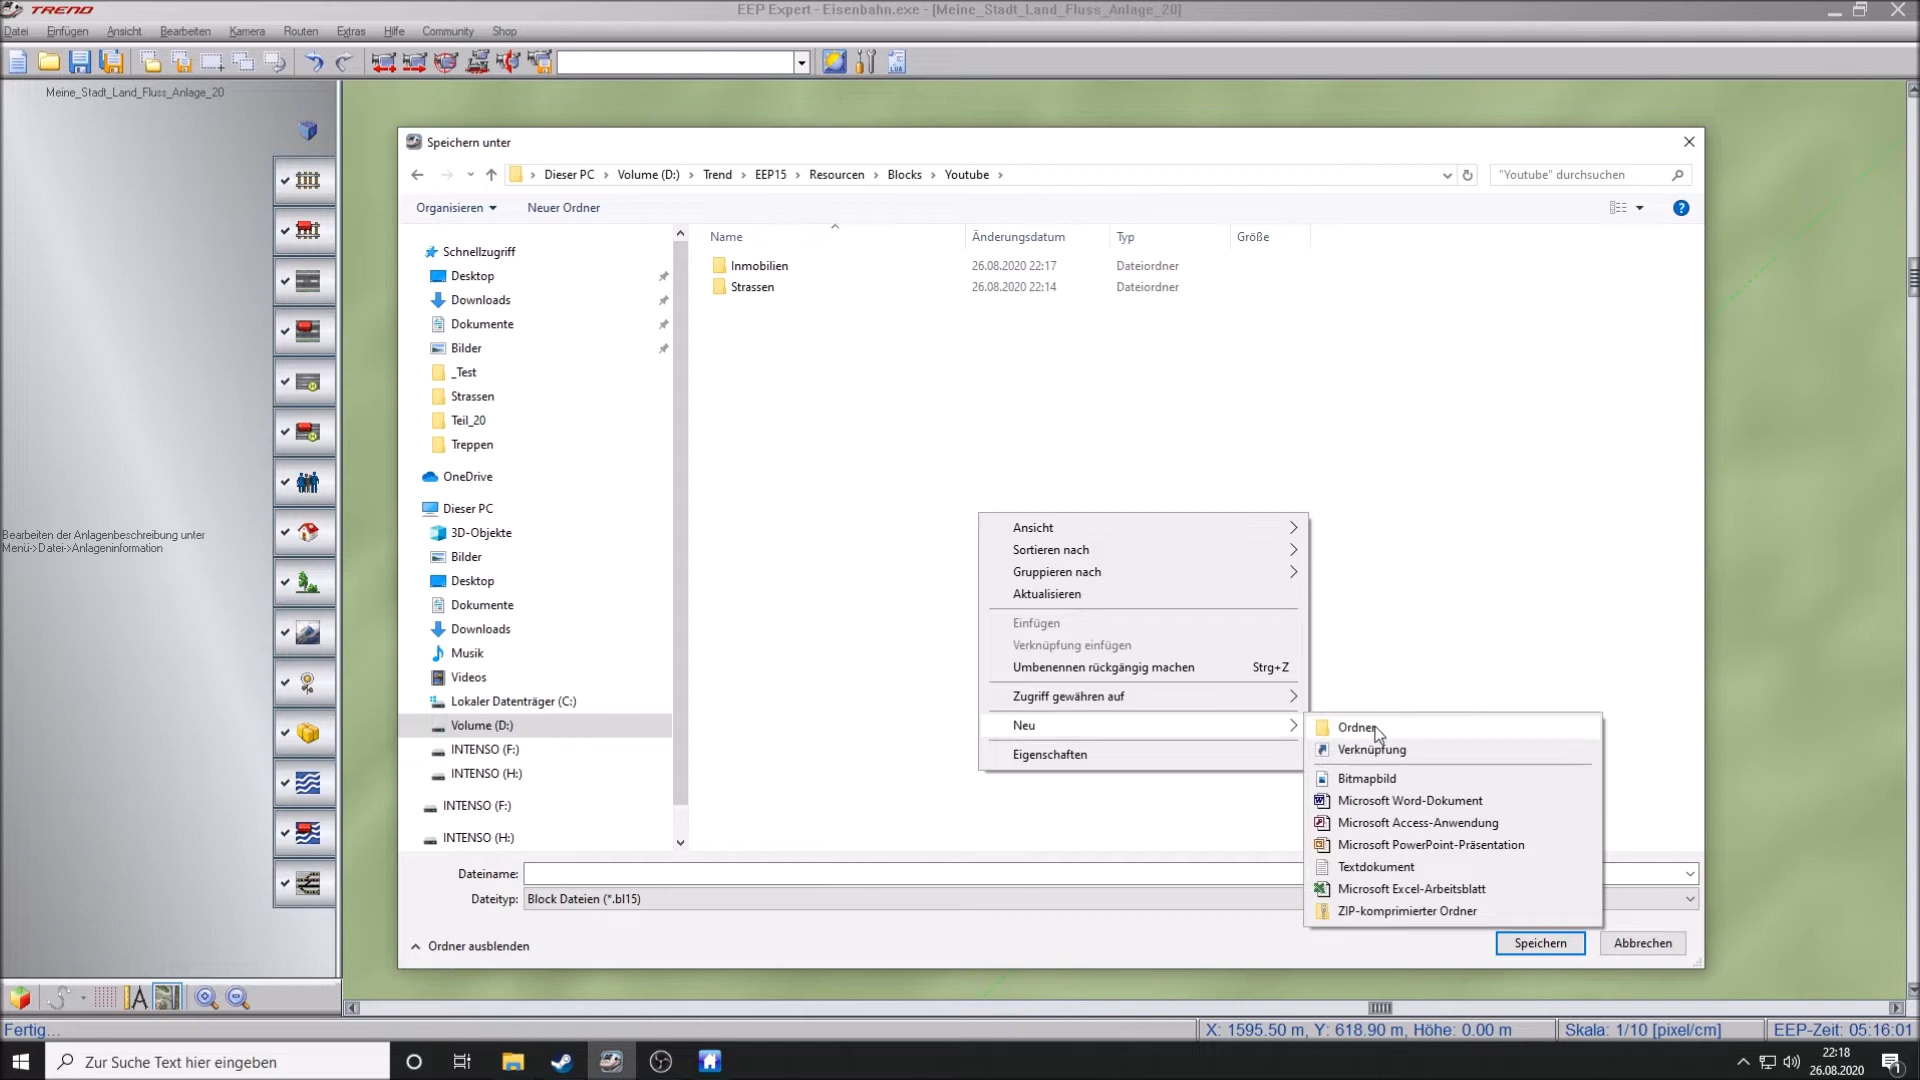 TREND
EEP Expert - Eisenbahn.exe - [Meine_Stadt_Land_Fluss_Anlage_20]
Datei Einfügen Ansicht Bearbeiten Kamera Routen Extras Hilfe Community Shop
Meine_Stadt_Land_Fluss_Anlage_20
Bearbeiten der Anlagenbeschreibung unter
Menü->Datei->Anlageninformation
Speichern unter
Dieser PC > Volume (D:) > Trend > EEP15 > Resourcen > Blocks > Youtube >
"Youtube" durchsuchen
Organisieren
Neuer Ordner
Name Änderungsdatum Typ Größe
Inmobilien 26.08.2020 22:17 Dateiordner
Strassen 26.08.2020 22:14 Dateiordner
Schnellzugriff
Desktop
Downloads
Dokumente
Bilder
_Test
Strassen
Teil_20
Treppen
OneDrive
Dieser PC
3D-Objekte
Bilder
Desktop
Dokumente
Downloads
Musik
Videos
Lokaler Datenträger (C:)
Volume (D:)
INTENSO (F:)
INTENSO (H:)
INTENSO (F:)
INTENSO (H:)
Ansicht
Sortieren nach
Gruppieren nach
Aktualisieren
Einfügen
Verknüpfung einfügen
Umbenennen rückgängig machen Strg+Z
Zugriff gewähren auf
Neu
Eigenschaften
Ordner
Verknüpfung
Bitmapbild
Microsoft Word-Dokument
Microsoft Access-Anwendung
Microsoft PowerPoint-Präsentation
Textdokument
Microsoft Excel-Arbeitsblatt
ZIP-komprimierter Ordner
Dateiname:
Dateityp: Block Dateien (*.bl15)
Ordner ausblenden
Speichern Abbrechen
Fertig...
X: 1595.50 m, Y: 618.90 m, Höhe: 0.00 m
Skala: 1/10 [pixel/cm]
EEP-Zeit: 05:16:01
Zur Suche Text hier eingeben
22:18
26.08.2020
1